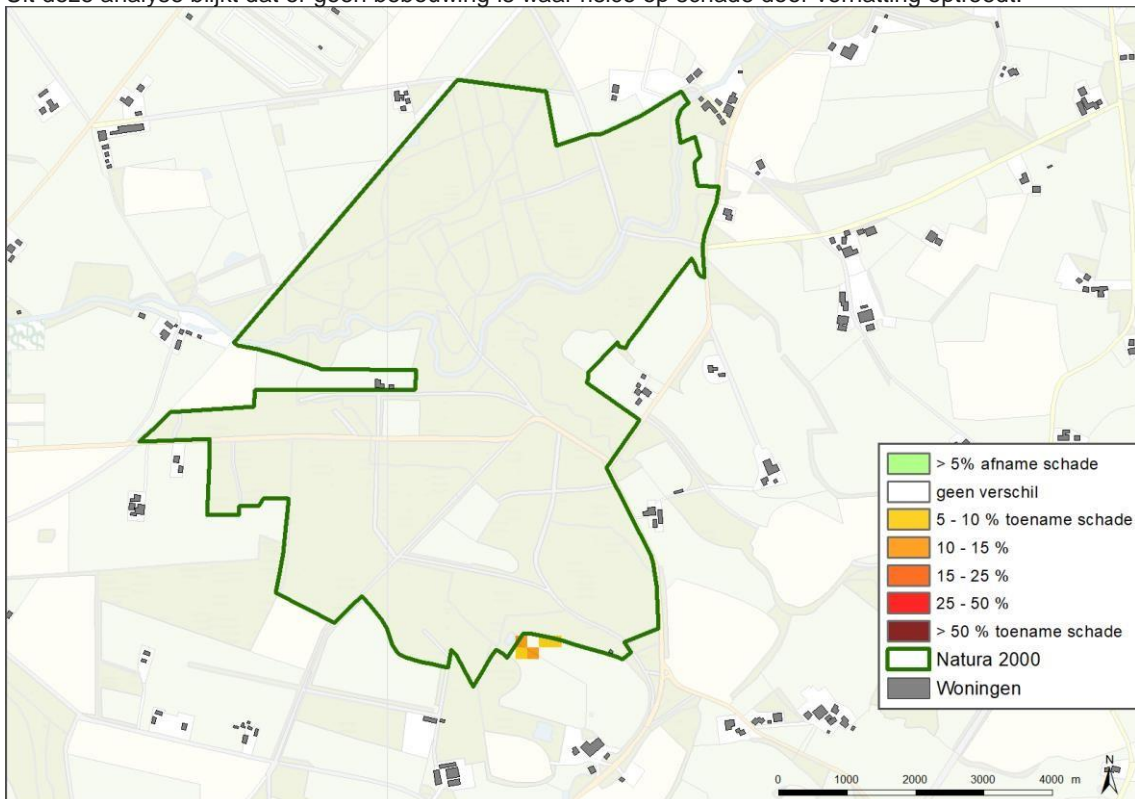 Uit deze analyse blijkt dat er geen bebouwing is waar risico op schade door vernatting optreedt.
> 5% afname schade
geen verschil
5 - 10 % toename schade
10 - 15 %
15 - 25 %
25 - 50 %
> 50 % toename schade
Natura 2000
Woningen
N
0 1000 2000 3000 4000 m